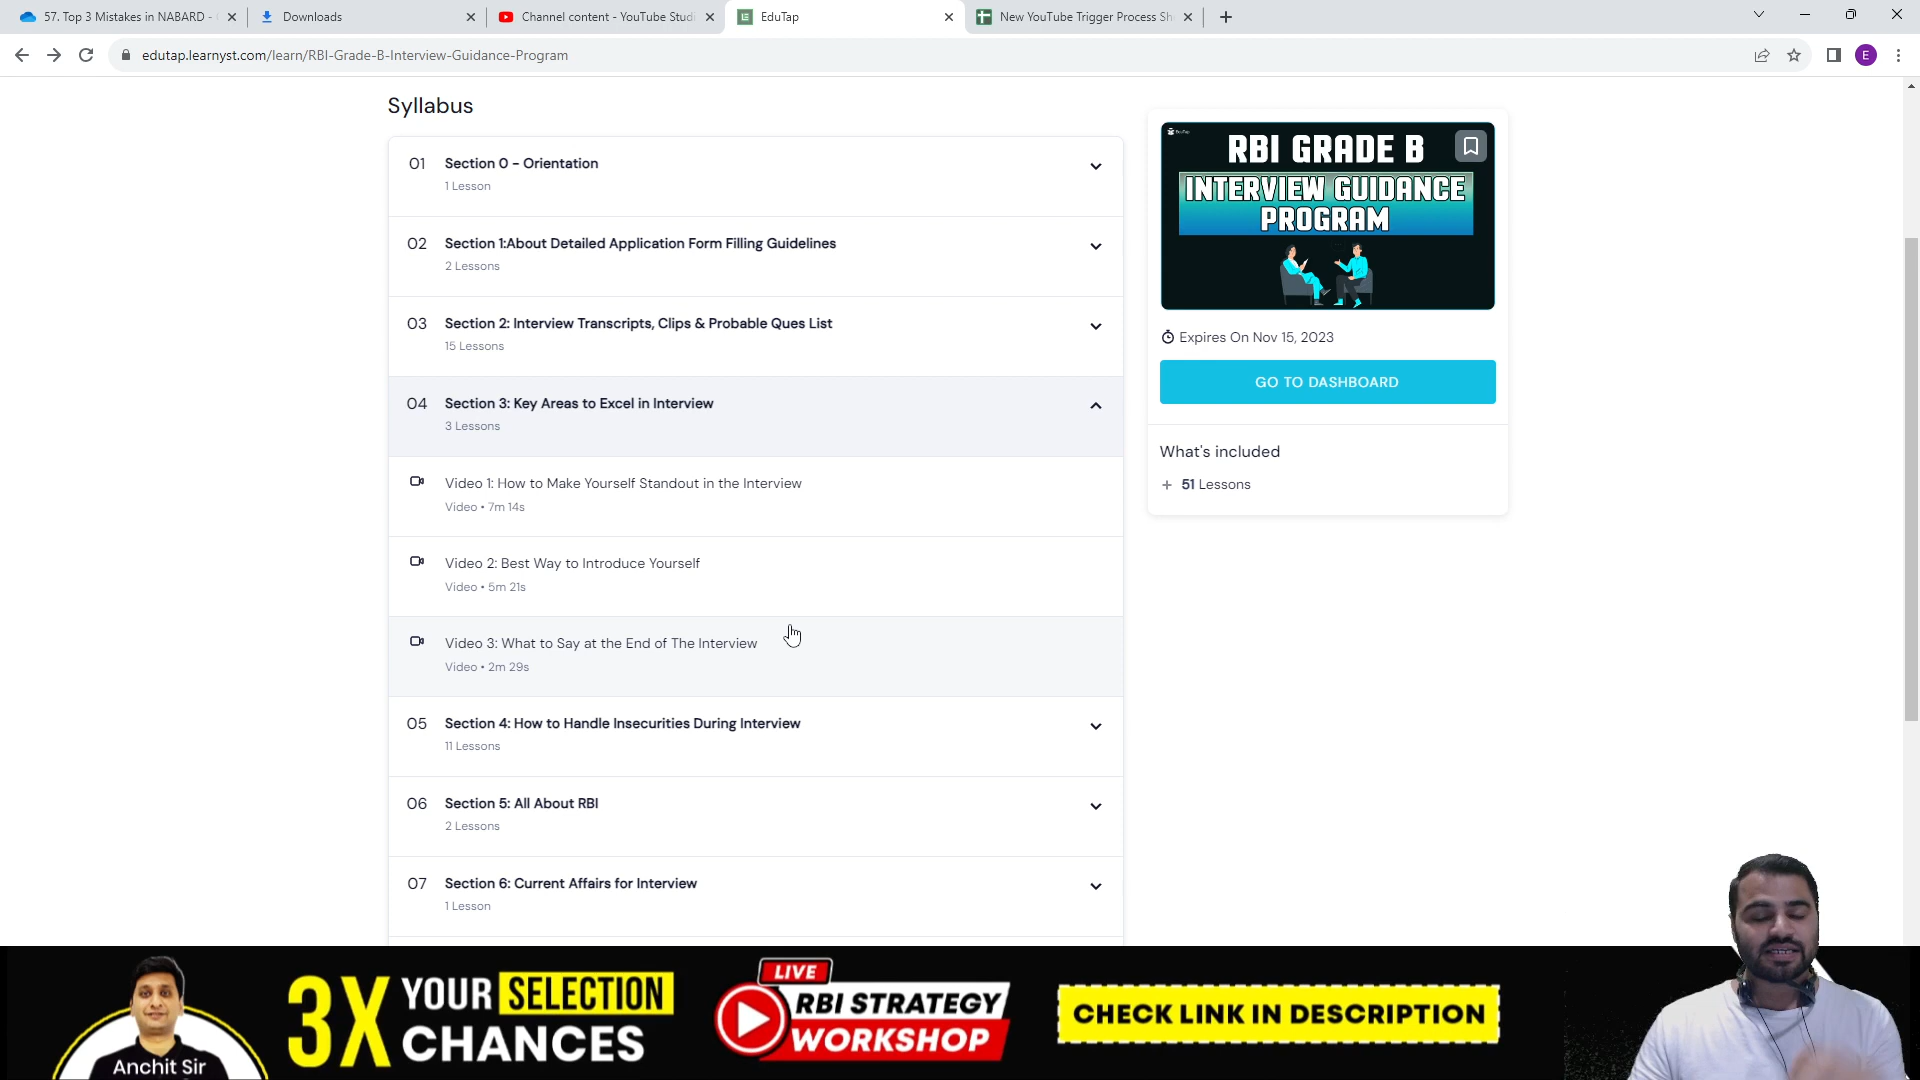 57. Top 3 Mistakes in NABARD -
Downloads
Channel content - YouTube Studi
EduTap
New YouTube Trigger Process Sh
edutap.learnyst.com/learn/RBI-Grade-B-Interview-Guidance-Program
E
Syllabus
01 Section 0 - Orientation
1 Lesson
02 Section 1:About Detailed Application Form Filling Guidelines
2 Lessons
03 Section 2: Interview Transcripts, Clips & Probable Ques List
15 Lessons
04 Section 3: Key Areas to Excel in Interview
3 Lessons
Video 1: How to Make Yourself Standout in the Interview
Video • 7m 14s
Video 2: Best Way to Introduce Yourself
Video • 5m 21s
Video 3: What to Say at the End of The Interview
Video • 2m 29s
05 Section 4: How to Handle Insecurities During Interview
11 Lessons
06 Section 5: All About RBI
2 Lessons
07 Section 6: Current Affairs for Interview
1 Lesson
EduTap
RBI GRADE B
INTERVIEW GUIDANCE
PROGRAM
Expires On Nov 15, 2023
GO TO DASHBOARD
What's included
+ 51 Lessons
Anchit Sir
3X YOUR SELECTION
CHANCES
LIVE
RBI STRATEGY
WORKSHOP
CHECK LINK IN DESCRIPTION